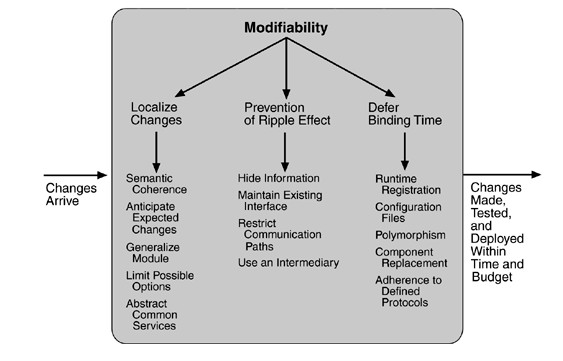 Modifiability
Localize
Changes
Prevention
of Ripple Effect
Defer
Binding Time
Changes
Arrive
Semantic
Coherence
Anticipate
Expected
Changes
Generalize
Module
Limit Possible
Options
Abstract
Common
Services
Hide Information
Maintain Existing
Interface
Restrict
Communication
Paths
Use an Intermediary
Runtime
Registration
Configuration
Files
Polymorphism
Component
Replacement
Adherence to
Defined
Protocols
Changes
Made,
Tested,
and
Deployed
Within
Time and
Budget